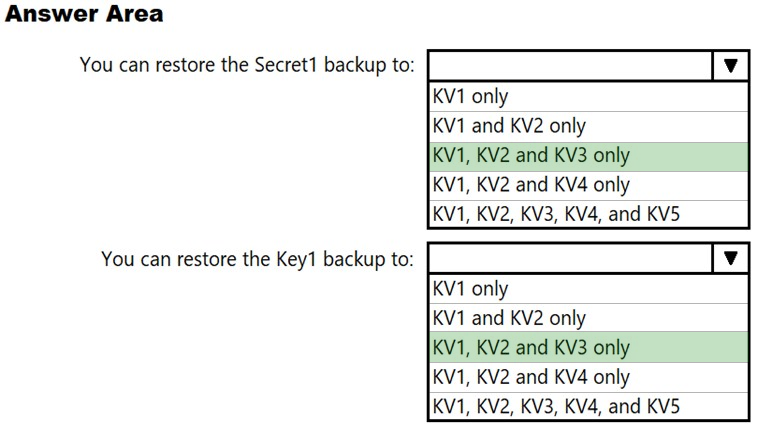 Answer Area
You can restore the Secret1 backup to:
KV1 only
KV1 and KV2 only
KV1, KV2 and KV3 only
KV1, KV2 and KV4 only
KV1, KV2, KV3, KV4, and KV5
You can restore the Key1 backup to:
KV1 only
KV1 and KV2 only
KV1, KV2 and KV3 only
KV1, KV2 and KV4 only
KV1, KV2, KV3, KV4, and KV5